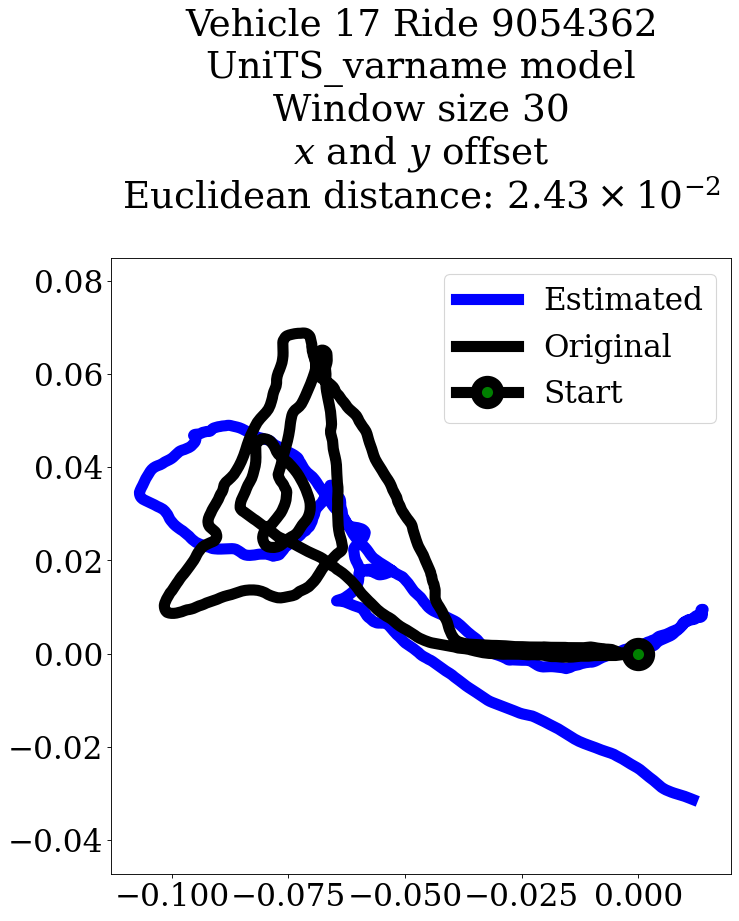 Vehicle 17 Ride 9054362
UniTS_varname model
Window size 30
x and y offset
Euclidean distance: 2.43 × 10⁻²
Estimated
Original
Start
0.08
0.06
0.04
0.02
0.00
−0.02
−0.04
−0.100 −0.075 −0.050 −0.025 0.000